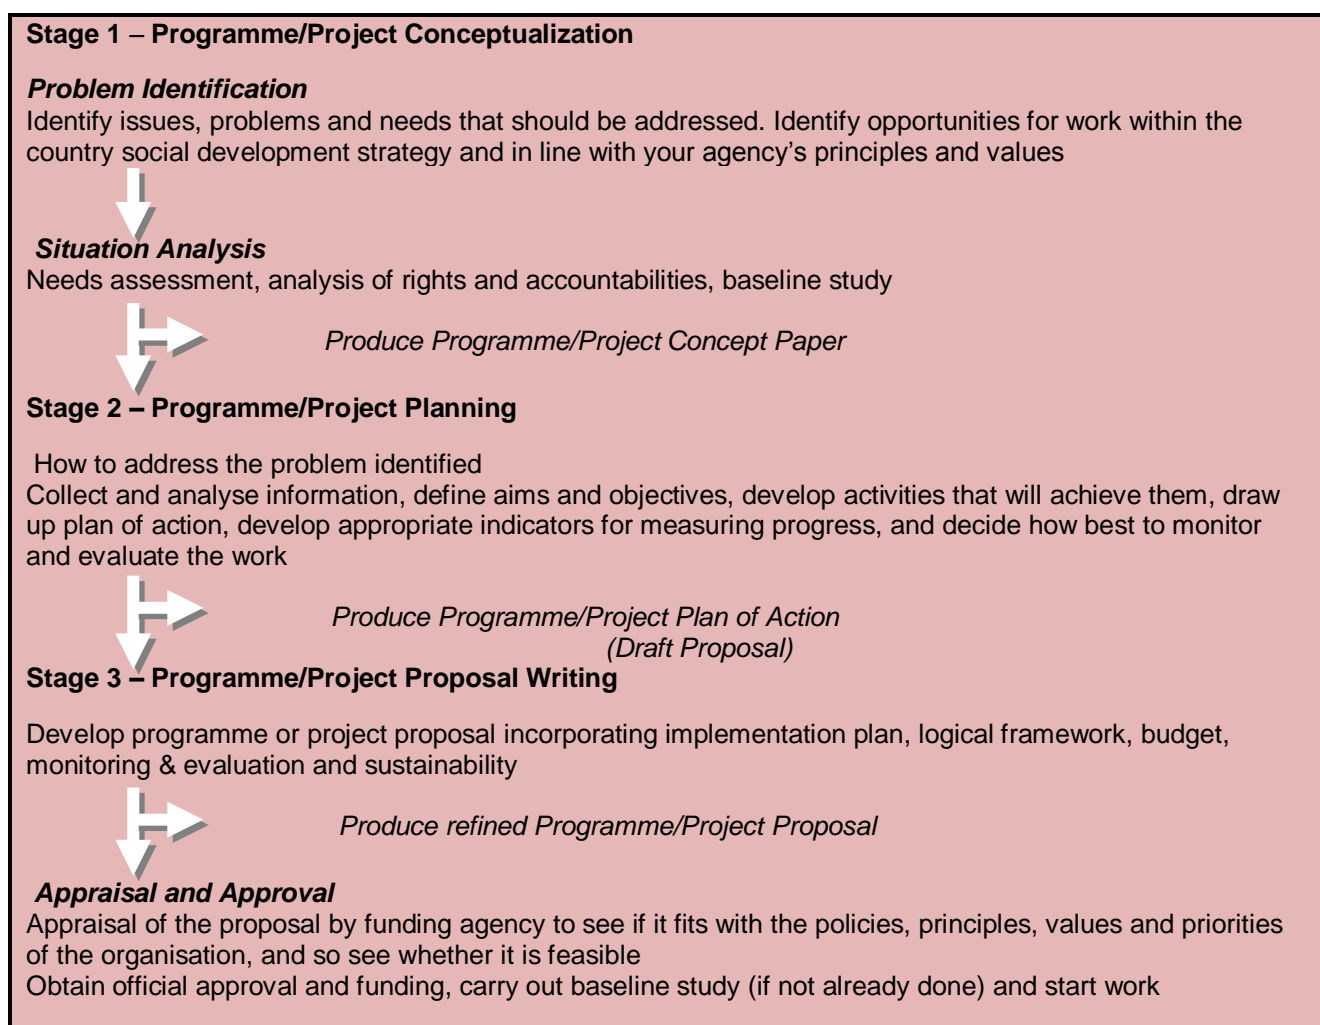 Stage 1 – Programme/Project Conceptualization
Problem Identification
Identify issues, problems and needs that should be addressed. Identify opportunities for work within the
country social development strategy and in line with your agency’s principles and values
Situation Analysis
Needs assessment, analysis of rights and accountabilities, baseline study
Produce Programme/Project Concept Paper
Stage 2 – Programme/Project Planning
How to address the problem identified
Collect and analyse information, define aims and objectives, develop activities that will achieve them, draw
up plan of action, develop appropriate indicators for measuring progress, and decide how best to monitor
and evaluate the work
Produce Programme/Project Plan of Action
(Draft Proposal)
Stage 3 – Programme/Project Proposal Writing
Develop programme or project proposal incorporating implementation plan, logical framework, budget,
monitoring & evaluation and sustainability
Produce refined Programme/Project Proposal
Appraisal and Approval
Appraisal of the proposal by funding agency to see if it fits with the policies, principles, values and priorities
of the organisation, and so see whether it is feasible
Obtain official approval and funding, carry out baseline study (if not already done) and start work